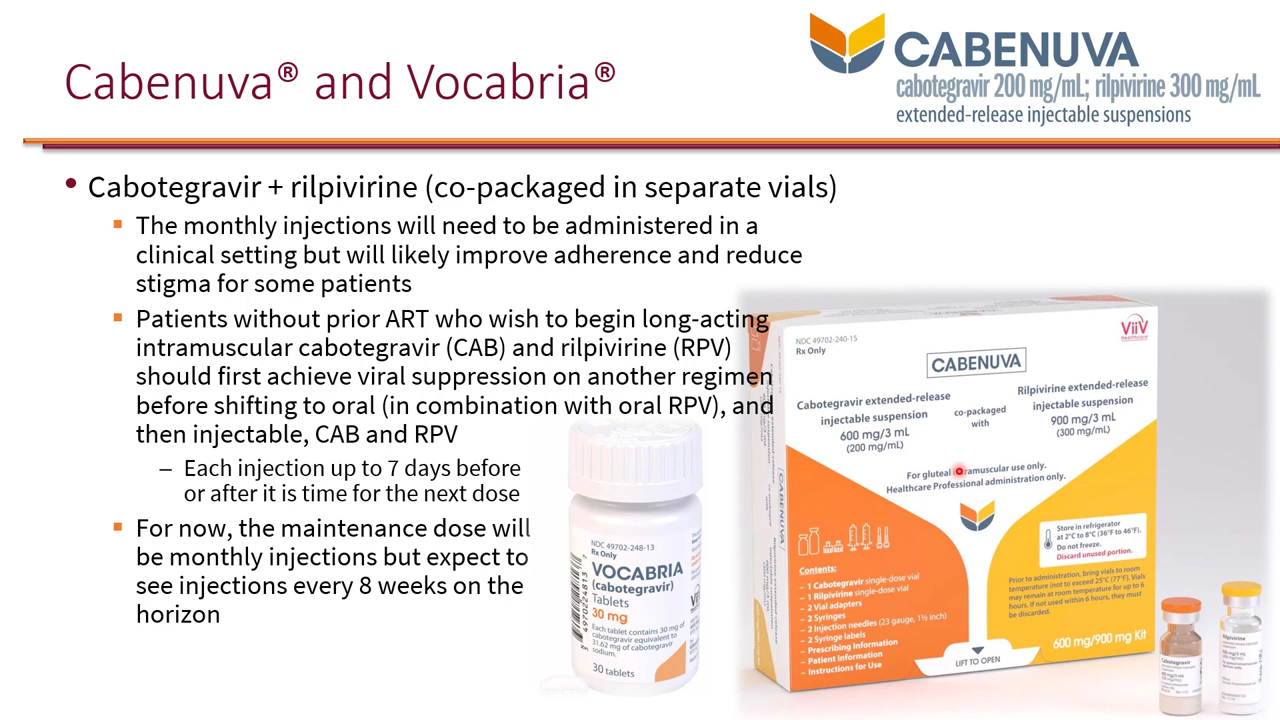 Cabenuva® and Vocabria®
CABENUVA
cabotegravir 200 mg/mL; rilpivirine 300 mg/mL
extended-release injectable suspensions
• Cabotegravir + rilpivirine (co-packaged in separate vials)
The monthly injections will need to be administered in a
clinical setting but will likely improve adherence and reduce
stigma for some patients
Patients without prior ART who wish to begin long-acting
intramuscular cabotegravir (CAB) and rilpivirine (RPV)
should first achieve viral suppression on another regimen
before shifting to oral (in combination with oral RPV), and
then injectable, CAB and RPV
– Each injection up to 7 days before
or after it is time for the next dose
For now, the maintenance dose will
be monthly injections but expect to
see injections every 8 weeks on the
horizon
NDC 49702-248-13
Rx Only
VOCABRIA
(cabotegravir)
Tablets
30 mg
Each tablet contains 30 mg of
cabotegravir equivalent to
31.62 mg of cabotegravir
sodium.
30 tablets
NDC 49702-240-15
Rx Only
ViiV
Healthcare
CABENUVA
Cabotegravir extended-release
injectable suspension
600 mg/3 mL
(200 mg/mL)
co-packaged
with
Rilpivirine extended-release
injectable suspension
900 mg/3 mL
(300 mg/mL)
For gluteal intramuscular use only.
Healthcare Professional administration only.
Store in refrigerator
at 2°C to 8°C (36°F to 46°F).
Do not freeze.
Discard unused portion.
Contents:
– 1 Cabotegravir single-dose vial
– 1 Rilpivirine single-dose vial
– 2 Vial adapters
– 2 Syringes
– 2 Injection needles (23 gauge, 1½ inch)
– 2 Syringe labels
– Prescribing Information
– Patient Information
– Instructions for Use
Prior to administration, bring vials to room
temperature (not to exceed 25°C (77°F). Vials
may remain at room temperature for up to 6
hours. If not used within 6 hours, they must
be discarded.
LIFT TO OPEN
600 mg/900 mg Kit
CABENUVA
Cabotegravir
Rilpivirine